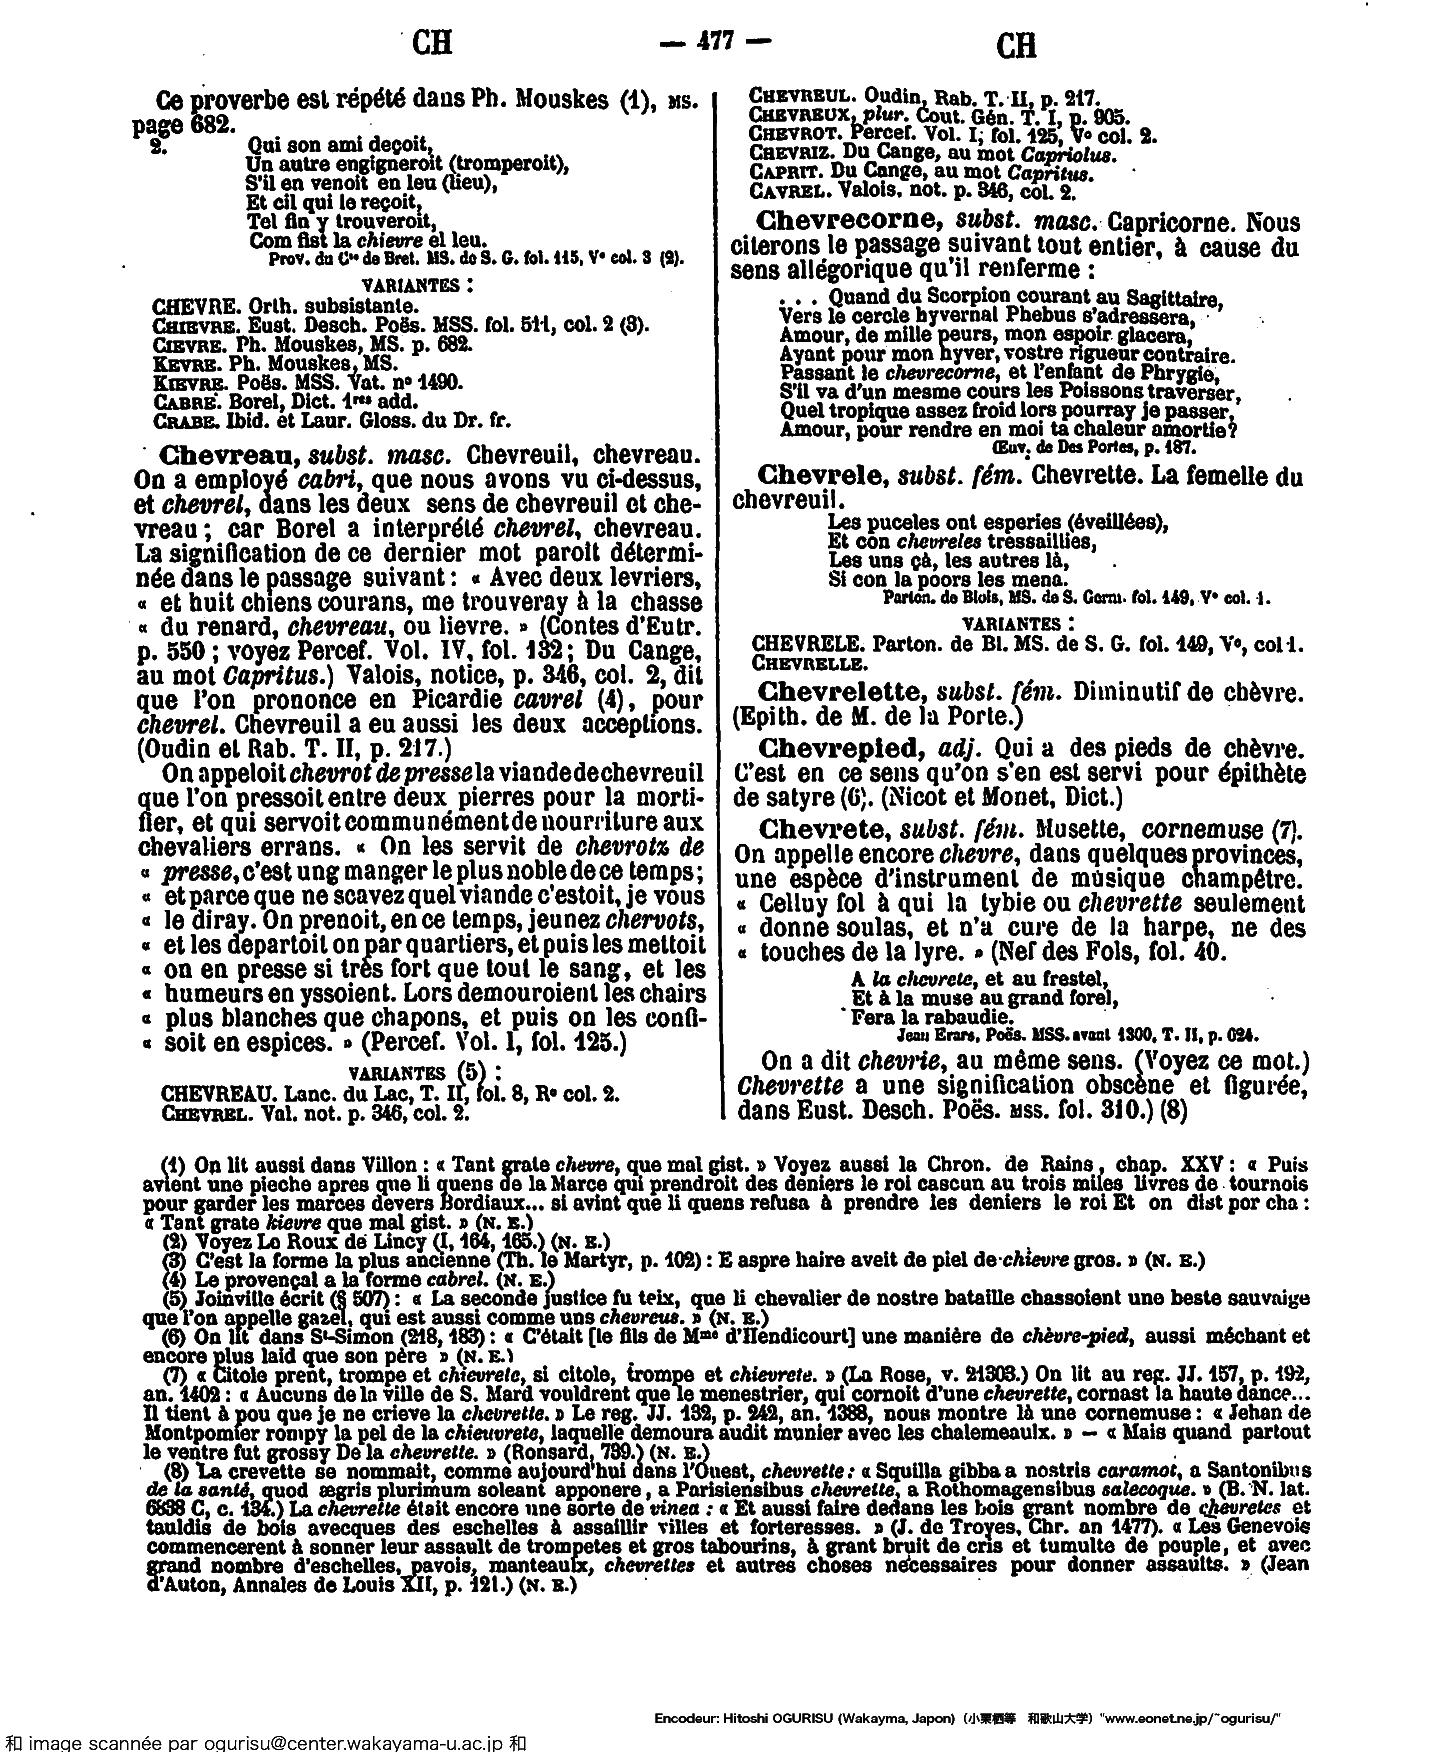 CH
— 477 —
CH
Ce proverbe est répété dans Ph. Mouskes (1), MS.
page 682.
2. Qui son ami deçoit,
Un autre engigneroit (tromperoit),
S'il en venoit en leu (lieu),
Et cil qui le reçoit,
Tel fin y trouveroit,
Com fist la chievre el leu.
Prov. du Cte de Bret. MS. de S. G. fol. 115, Vº col. 3 (2).
VARIANTES :
CHEVRE. Orth. subsistante.
CHIEVRE. Eust. Desch. Poës. MSS. fol. 511, col. 2 (3).
CIEVRE. Ph. Mouskes, MS. p. 682.
KEVRE. Ph. Mouskes, MS.
KIEVRE. Poës. MSS. Vat. nº 1490.
CABRE. Borel, Dict. 1res add.
CRABE. Ibid. et Laur. Gloss. du Dr. fr.
Chevreau, subst. masc. Chevreuil, chevreau.
On a employé cabri, que nous avons vu ci-dessus,
et chevrel, dans les deux sens de chevreuil et che-
vreau ; car Borel a interprété chevrel, chevreau.
La signification de ce dernier mot paroît détermi-
née dans le passage suivant : « Avec deux levriers,
« et huit chiens courans, me trouveray à la chasse
« du renard, chevreau, ou lievre. » (Contes d'Eutr.
p. 550 ; voyez Percef. Vol. IV, fol. 132 ; Du Cange,
au mot Capritus.) Valois, notice, p. 346, col. 2, dit
que l'on prononce en Picardie cavrel (4), pour
chevrel. Chevreuil a eu aussi les deux acceptions.
(Oudin et Rab. T. II, p. 217.)
On appeloit chevrot de presse la viande de chevreuil
que l'on pressoit entre deux pierres pour la morti-
fier, et qui servoit communément de nourriture aux
chevaliers errans. « On les servit de chevrotz de
« presse, c'est ung manger le plus noble de ce temps ;
« et parce que ne scavez quel viande c'estoit, je vous
« le diray. On prenoit, en ce temps, jeunez chervots,
« et les departoit on par quartiers, et puis les mettoit
« on en presse si très fort que tout le sang, et les
« humeurs en yssoient. Lors demouroient les chairs
« plus blanches que chapons, et puis on les confi-
« soit en espices. » (Percef. Vol. I, fol. 125.)
VARIANTES (5) :
CHEVREAU. Lanc. du Lac, T. II, fol. 8, Rº col. 2.
CHEVREL. Val. not. p. 346, col. 2.
CHEVREUL. Oudin, Rab. T. II, p. 217.
CHEVREUX, plur. Cout. Gén. T. I, p. 905.
CHEVROT. Percef. Vol. I, fol. 125, Vº col. 2.
CHEVRIZ. Du Cange, au mot Capriolus.
CAPRIT. Du Cange, au mot Capritus.
CAVREL. Valois, not. p. 346, col. 2.
Chevrecorne, subst. masc. Capricorne. Nous
citerons le passage suivant tout entier, à cause du
sens allégorique qu'il renferme :
. . . Quand du Scorpion courant au Sagittaire,
Vers le cercle hyvernal Phebus s'adressera,
Amour, de mille peurs, mon espoir glacera,
Ayant pour mon hyver, vostre rigueur contraire.
Passant le chevrecorne, et l'enfant de Phrygie,
S'il va d'un mesme cours les Poissons traverser,
Quel tropique assez froid lors pourray je passer,
Amour, pour rendre en moi ta chaleur amortie?
Œuv. de Des Portes, p. 187.
Chevrele, subst. fém. Chevrette. La femelle du
chevreuil.
Les puceles ont esperies (éveillées),
Et con chevreles tressaillies,
Les uns çà, les autres là,
Si con la poors les mena.
Parton. de Blois, MS. de S. Germ. fol. 149, Vº col. 1.
VARIANTES :
CHEVRELE. Parton. de Bl. MS. de S. G. fol. 149, Vº, col 1.
CHEVRELLE.
Chevrelette, subst. fém. Diminutif de chèvre.
(Epith. de M. de la Porte.)
Chevrepied, adj. Qui a des pieds de chèvre.
C'est en ce sens qu'on s'en est servi pour épithète
de satyre (6). (Nicot et Monet, Dict.)
Chevrete, subst. fém. Musette, cornemuse (7).
On appelle encore chevre, dans quelques provinces,
une espèce d'instrument de musique champêtre.
« Celluy fol à qui la tybie ou chevrette seulement
« donne soulas, et n'a cure de la harpe, ne des
« touches de la lyre. » (Nef des Fols, fol. 40.
A la chevrete, et au frestel,
Et à la muse au grand forel,
Fera la rabaudie.
Jean Erars, Poës. MSS. avant 1300, T. II, p. 624.
On a dit chevrie, au même sens. (Voyez ce mot.)
Chevrette a une signification obscène et figurée,
dans Eust. Desch. Poës. MSS. fol. 310.) (8)
(1) On lit aussi dans Villon : « Tant grate chevre, que mal gist. » Voyez aussi la Chron. de Rains, chap. XXV : « Puis
avient une pieche apres que li quens de la Marce qui prendroit des deniers le roi cascun au trois miles livres de tournois
pour garder les marces devers Bordiaux... si avint que li quens refusa à prendre les deniers le roi Et on dist por cha :
« Tant grate kievre que mal gist. » (N. E.)
(2) Voyez Le Roux de Lincy (I, 164, 165.) (N. E.)
(3) C'est la forme la plus ancienne (Th. le Martyr, p. 102) : E aspre haire aveit de piel de chievre gros. » (N. E.)
(4) Le provençal a la forme cabrel. (N. E.)
(5) Joinville écrit (§ 507) : « La seconde justice fu teix, que li chevalier de nostre bataille chassoient une beste sauvaige
que l'on appelle gazel, qui est aussi comme uns chevreus. » (N. E.)
(6) On lit dans St-Simon (218, 183) : « C'était [le fils de Mme d'Hendicourt] une manière de chèvre-pied, aussi méchant et
encore plus laid que son père » (N. E.)
(7) « Citole prent, trompe et chievrete, si citole, trompe et chievrete. » (La Rose, v. 21303.) On lit au reg. JJ. 157, p. 192,
an. 1402 : « Aucuns de la ville de S. Mard vouldrent que le menestrier, qui cornoit d'une chevrette, cornast la haute dance...
Il tient à pou que je ne crieve la chevrette. » Le reg. JJ. 132, p. 242, an. 1388, nous montre là une cornemuse : « Jehan de
Montpomier rompy la pel de la chieuvrete, laquelle demoura audit munier avec les chalemeaulx. » — « Mais quand partout
le ventre fut grossy De la chevrette. » (Ronsard, 739.) (N. E.)
(8) La crevette se nommait, comme aujourd'hui dans l'Ouest, chevrette : « Squilla gibba a nostris caramot, a Santonibus
de la santé, quod ægris plurimum soleant apponere, a Parisiensibus chevrette, a Rothomagensibus salecoque. » (B. N. lat.
6838 C, c. 134.) La chevrette était encore une sorte de vinea : « Et aussi faire dedans les bois grant nombre de chevretes et
tauldis de bois avecques des eschelles à assaillir villes et forteresses. » (J. de Troyes, Chr. an 1477). « Les Genevois
commencerent à sonner leur assault de trompetes et gros tabourins, à grant bruit de cris et tumulte de pouple, et avec
grand nombre d'eschelles, pavois, manteaulx, chevrettes et autres choses nécessaires pour donner assaults. » (Jean
d'Auton, Annales de Louis XII, p. 121.) (N. E.)
Encodeur: Hitoshi OGURISU (Wakayma, Japon) (小栗栖等 和歌山大学) "www.eonet.ne.jp/~ogurisu/"
和 image scannée par ogurisu@center.wakayama-u.ac.jp 和